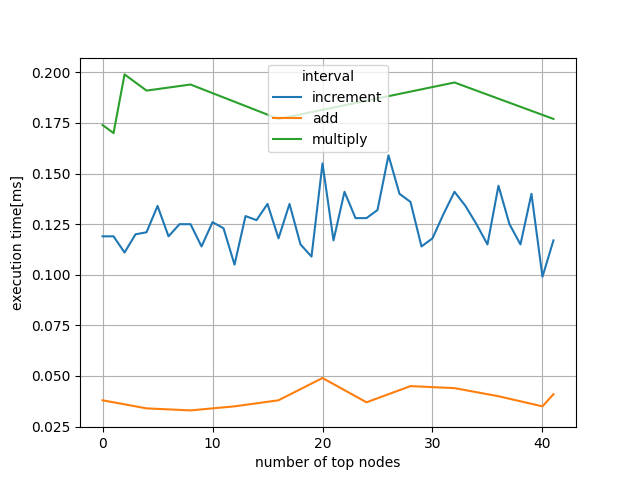 0.200
0.175
0.150
0.125
0.100
0.075
0.050
0.025
execution time[ms]
interval
increment
add
multiply
0 10 20 30 40
number of top nodes